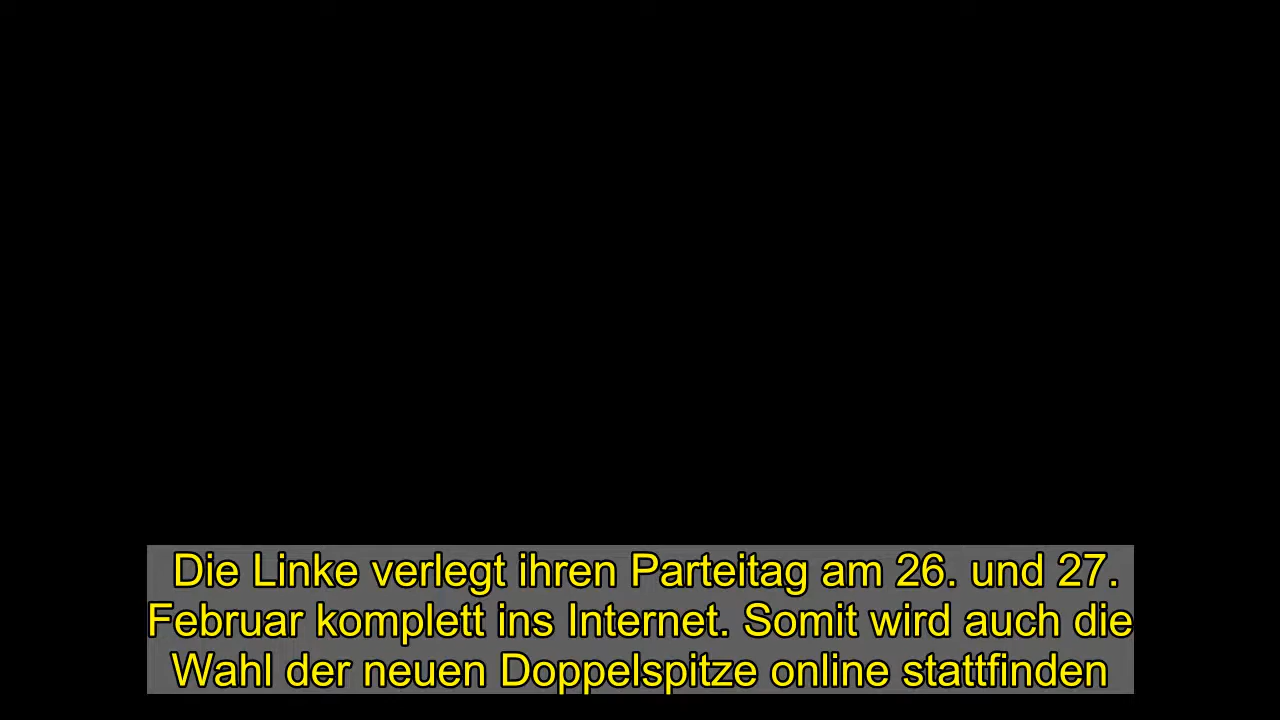 Die Linke verlegt ihren Parteitag am 26. und 27.
Februar komplett ins Internet. Somit wird auch die
Wahl der neuen Doppelspitze online stattfinden